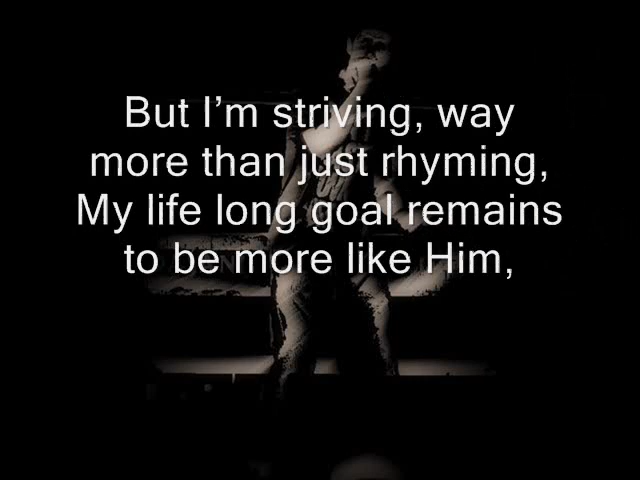 But I’m striving, way
more than just rhyming,
My life long goal remains
to be more like Him,